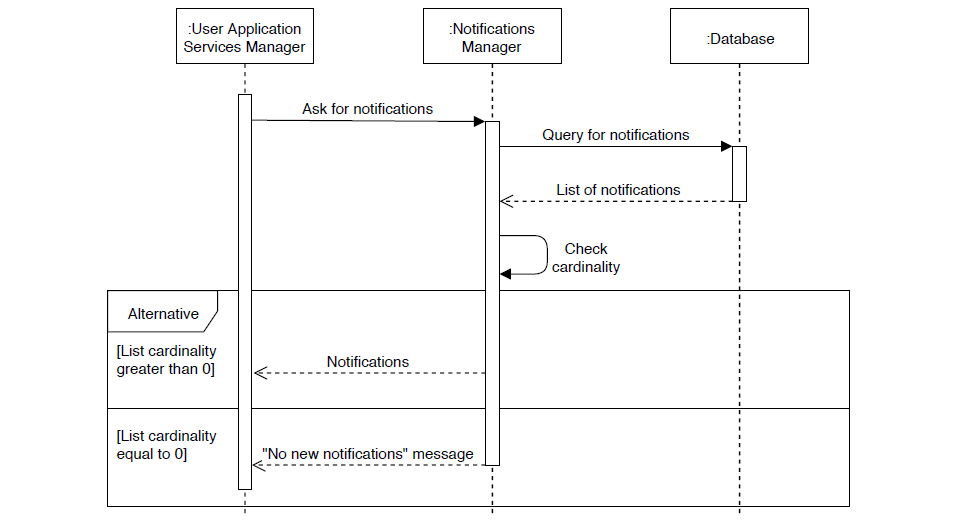 :User Application
Services Manager
:Notifications
Manager
:Database
Ask for notifications
Query for notifications
List of notifications
Check
cardinality
Alternative
[List cardinality
greater than 0]
Notifications
[List cardinality
equal to 0]
"No new notifications" message